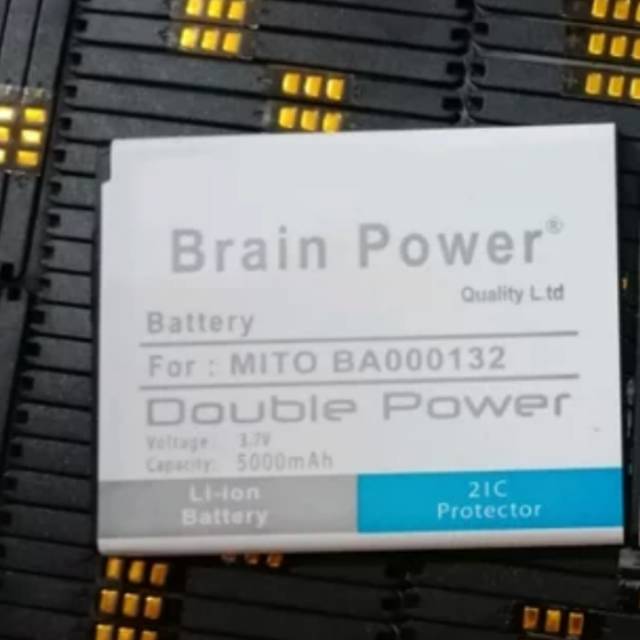 Brain Power®
Quality L.td
Battery
For : MITO BA000132
Double Power
Voltage: 3.7V
Capacity: 5000mAh
Li-ion
Battery
2IC
Protector